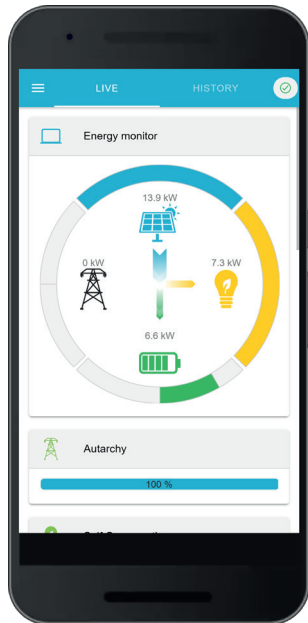 LIVE HISTORY
Energy monitor
13.9 kW
0 kW
7.3 kW
6.6 kW
Autarchy
100 %